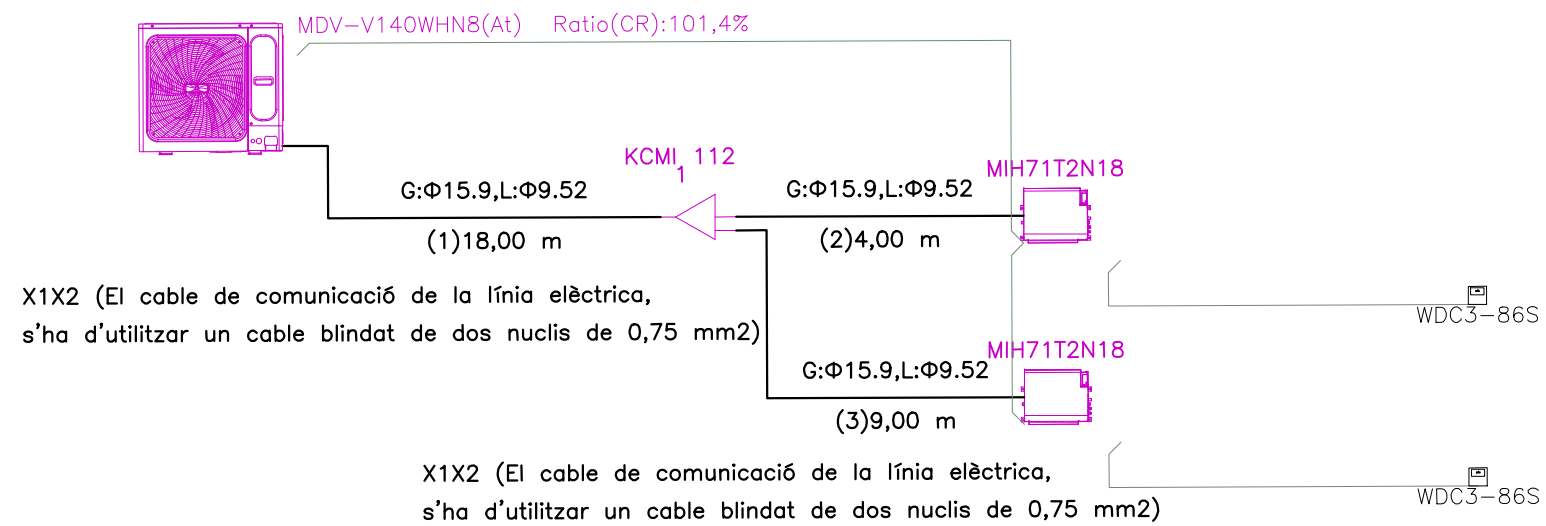 MDV-V140WHN8(At) Ratio(CR):101,4%
KCMI_112
1
MIH71T2N18
G:Φ15.9,L:Φ9.52
G:Φ15.9,L:Φ9.52
(1)18,00 m
(2)4,00 m
X1X2 (El cable de comunicació de la línia elèctrica,
s'ha d'utilitzar un cable blindat de dos nuclis de 0,75 mm2)
WDC3-86S
MIH71T2N18
G:Φ15.9,L:Φ9.52
(3)9,00 m
X1X2 (El cable de comunicació de la línia elèctrica,
s'ha d'utilitzar un cable blindat de dos nuclis de 0,75 mm2)
WDC3-86S